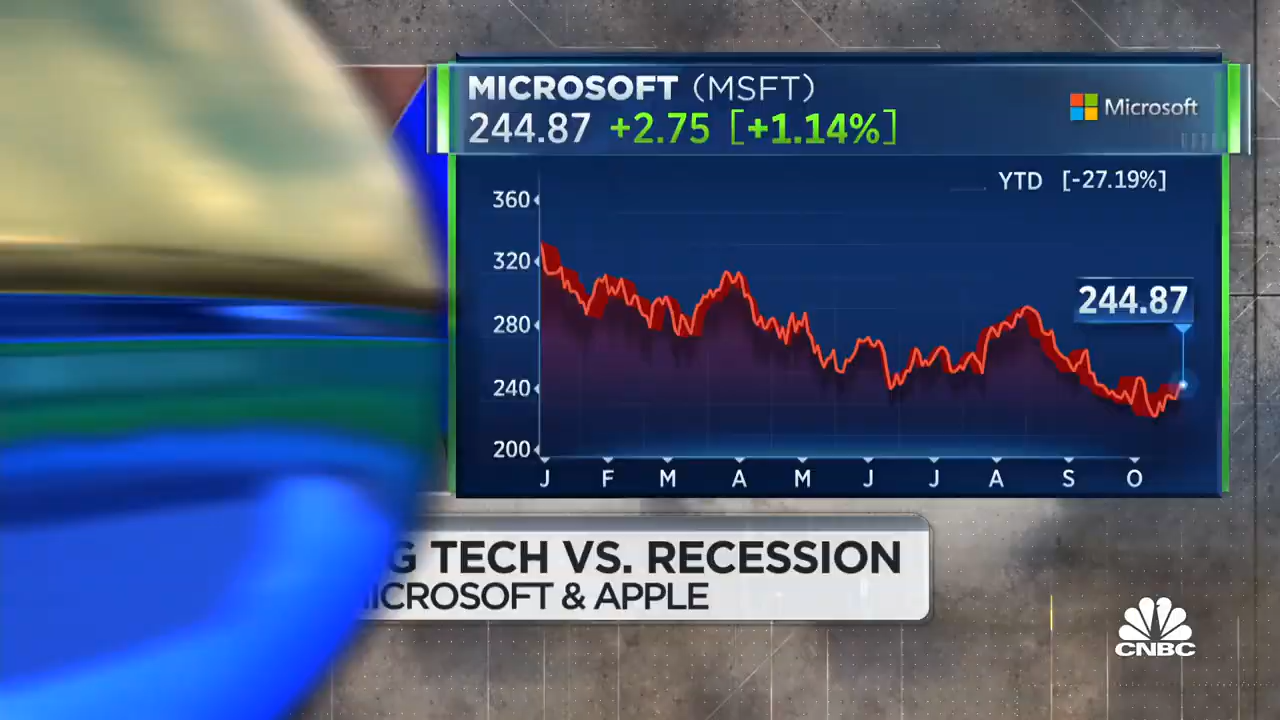 MICROSOFT (MSFT)
244.87 +2.75 [+1.14%]
Microsoft
YTD [-27.19%]
360
320
280
240
200
244.87
J F M A M J J A S O
G TECH VS. RECESSION
ICROSOFT & APPLE
CNBC